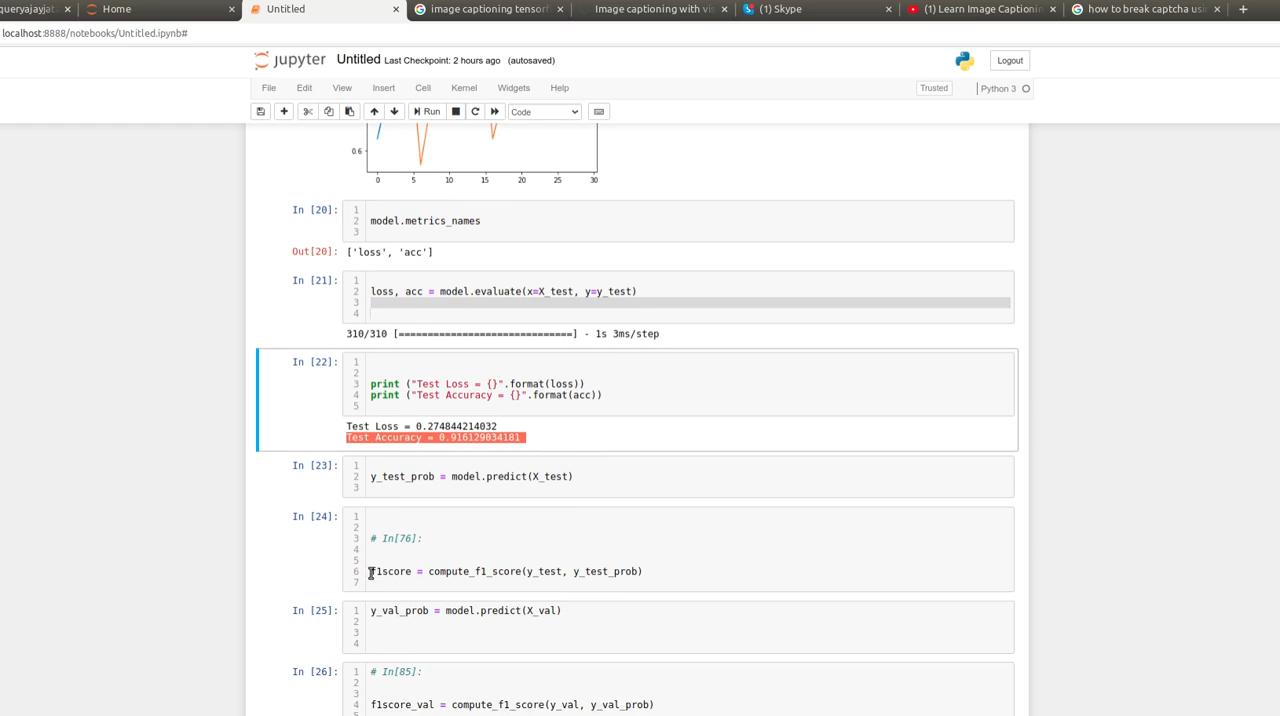 queryajayjat
Home
Untitled
image captioning tensorf
Image captioning with vis
(1) Skype
(1) Learn Image Captionin
how to break captcha usin
localhost:8888/notebooks/Untitled.ipynb#
jupyter Untitled Last Checkpoint: 2 hours ago (autosaved)
Logout
File Edit View Insert Cell Kernel Widgets Help
Trusted Python 3
Run Code
0.6
0 5 10 15 20 25 30
In [20]:
1
2 model.metrics_names
3
Out[20]: ['loss', 'acc']
In [21]:
1
2 loss, acc = model.evaluate(x=X_test, y=y_test)
3
4
310/310 [==============================] - 1s 3ms/step
In [22]:
1
2
3 print ("Test Loss = {}".format(loss))
4 print ("Test Accuracy = {}".format(acc))
5
Test Loss = 0.274844214032
Test Accuracy = 0.916129034181
In [23]:
1
2 y_test_prob = model.predict(X_test)
3
In [24]:
1
2
3 # In[76]:
4
5
6 f1score = compute_f1_score(y_test, y_test_prob)
7
In [25]:
1 y_val_prob = model.predict(X_val)
2
3
4
In [26]:
1 # In[85]:
2
3
4 f1score_val = compute_f1_score(y_val, y_val_prob)
5